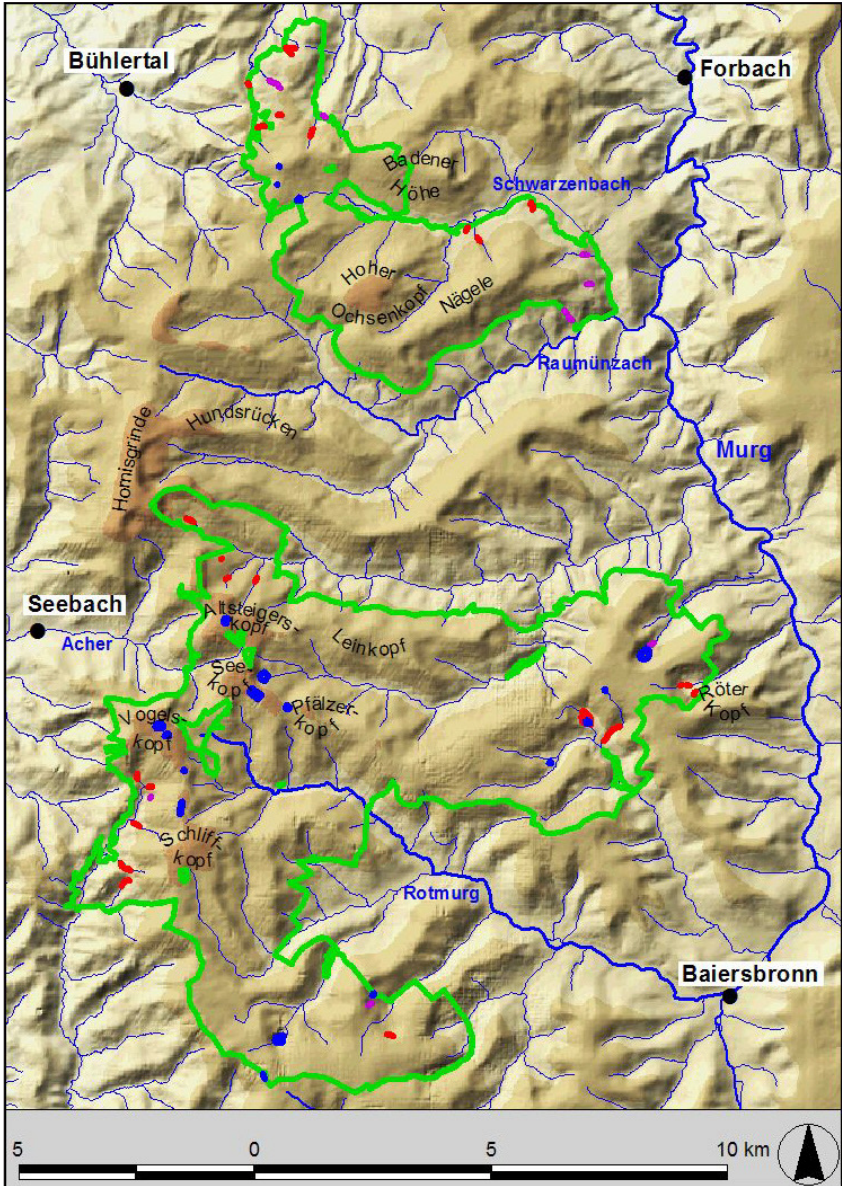 Bühlertal
Forbach
Badener
Höhe
Schwarzenbach
Hoher
Ochsenkopf
Nägele
Raumünzach
Hundsrücken
Hornisgrinde
Murg
Seebach
Acher
Altsteigers-
kopf
Leinkopf
See-
kopf
Pfälzer-
kopf
Röter
Kopf
Vogels-
kopf
Schliff-
kopf
Rotmurg
Baiersbronn
5 0 5 10 km